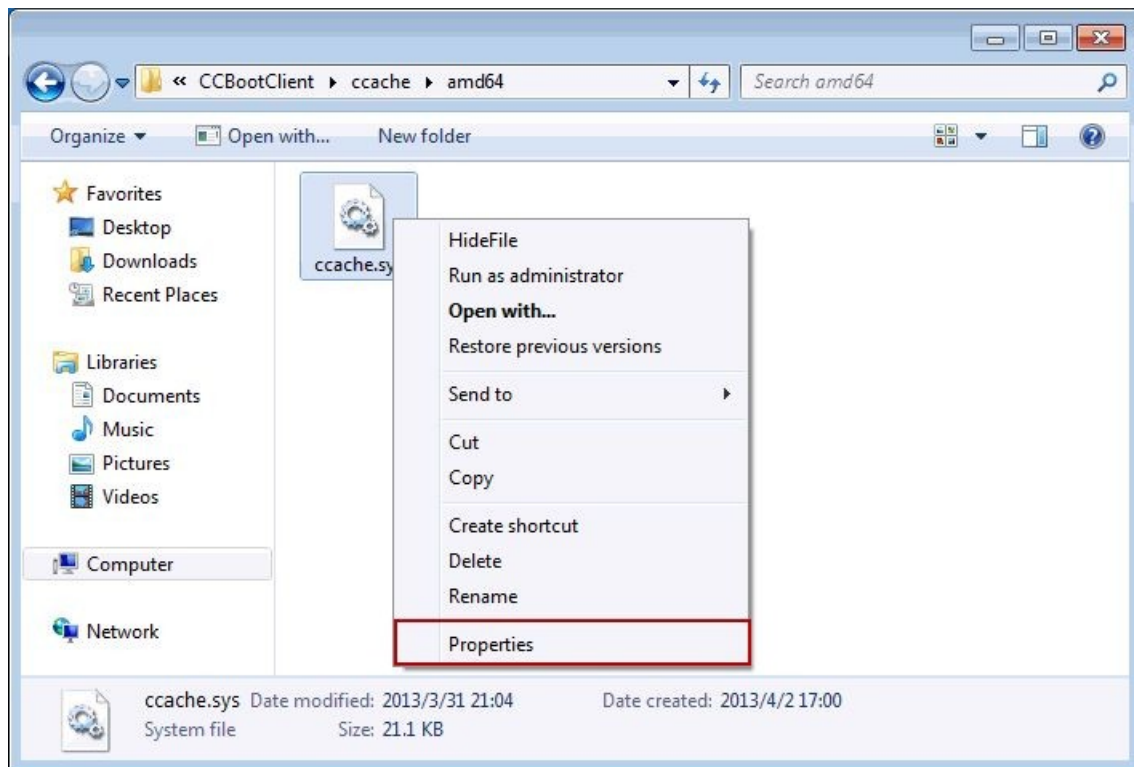 « CCBootClient ▸ ccache ▸ amd64
Search amd64
Organize
Open with...
New folder
Favorites
Desktop
Downloads
Recent Places
Libraries
Documents
Music
Pictures
Videos
Computer
Network
ccache.sy
HideFile
Run as administrator
Open with...
Restore previous versions
Send to
Cut
Copy
Create shortcut
Delete
Rename
Properties
ccache.sys Date modified: 2013/3/31 21:04 Date created: 2013/4/2 17:00
System file Size: 21.1 KB